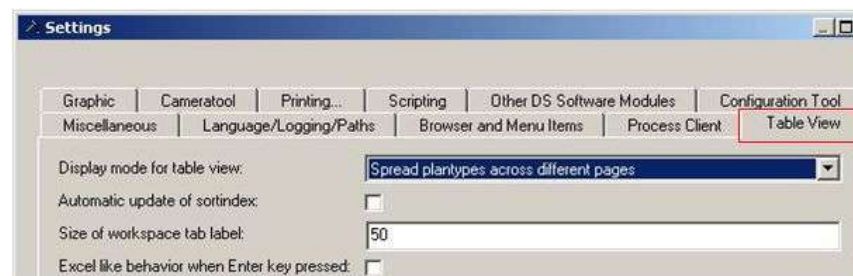 Settings
Graphic Cameratool Printing... Scripting Other DS Software Modules Configuration Tool
Miscellaneous Language/Logging/Paths Browser and Menu Items Process Client Table View
Display mode for table view: Spread plantypes across different pages
Automatic update of sortindex:
Size of workspace tab label: 50
Excel like behavior when Enter key pressed: